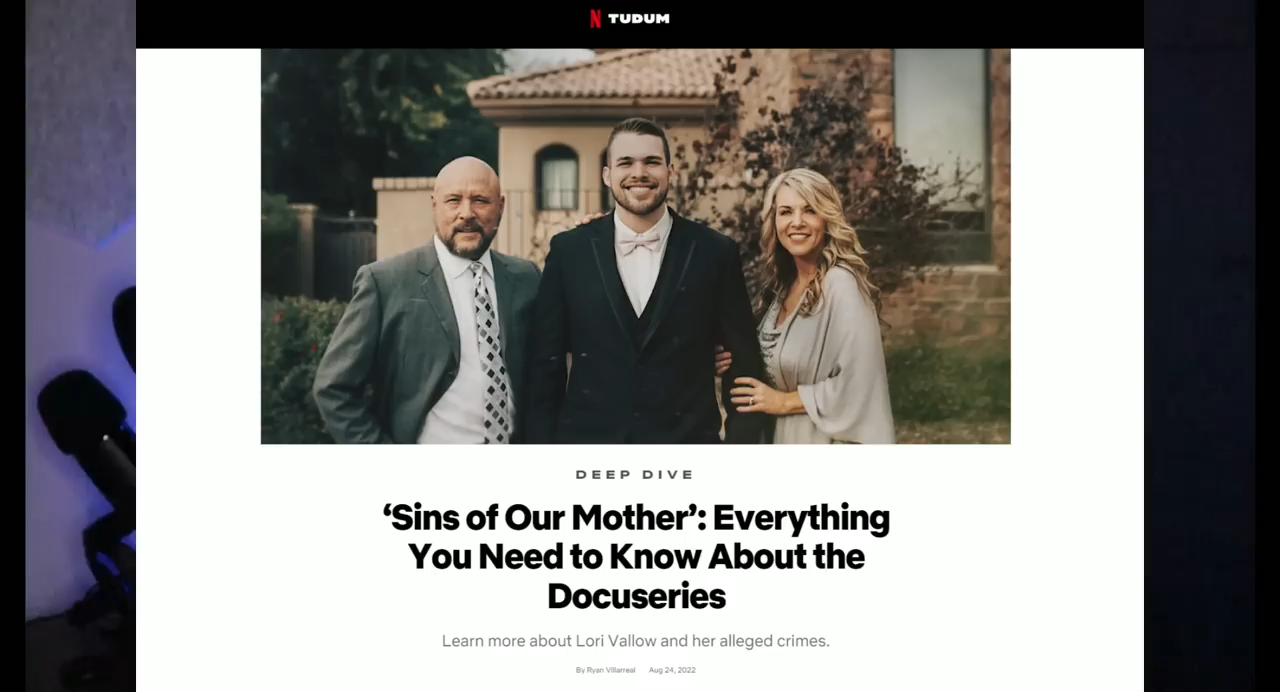 N TUDUM
DEEP DIVE
‘Sins of Our Mother’: Everything
You Need to Know About the
Docuseries
Learn more about Lori Vallow and her alleged crimes.
By Ryan Villarreal Aug 24, 2022